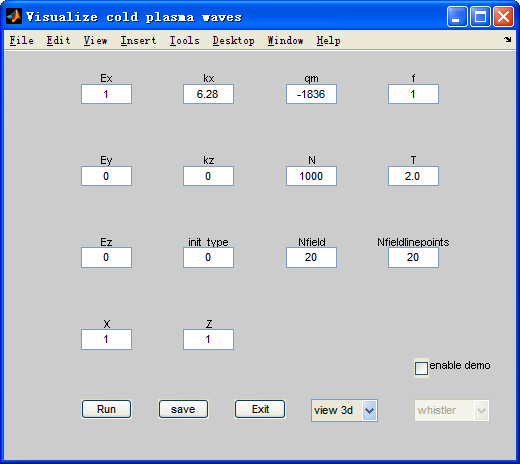 Visualize cold plasma waves
File Edit View Insert Tools Desktop Window Help
Ex kx qm f
1 6.28 -1836 1
Ey kz N T
0 0 1000 2.0
Ez init_type Nfield Nfieldlinepoints
0 0 20 20
X Z
1 1
enable demo
Run save Exit view 3d whistler